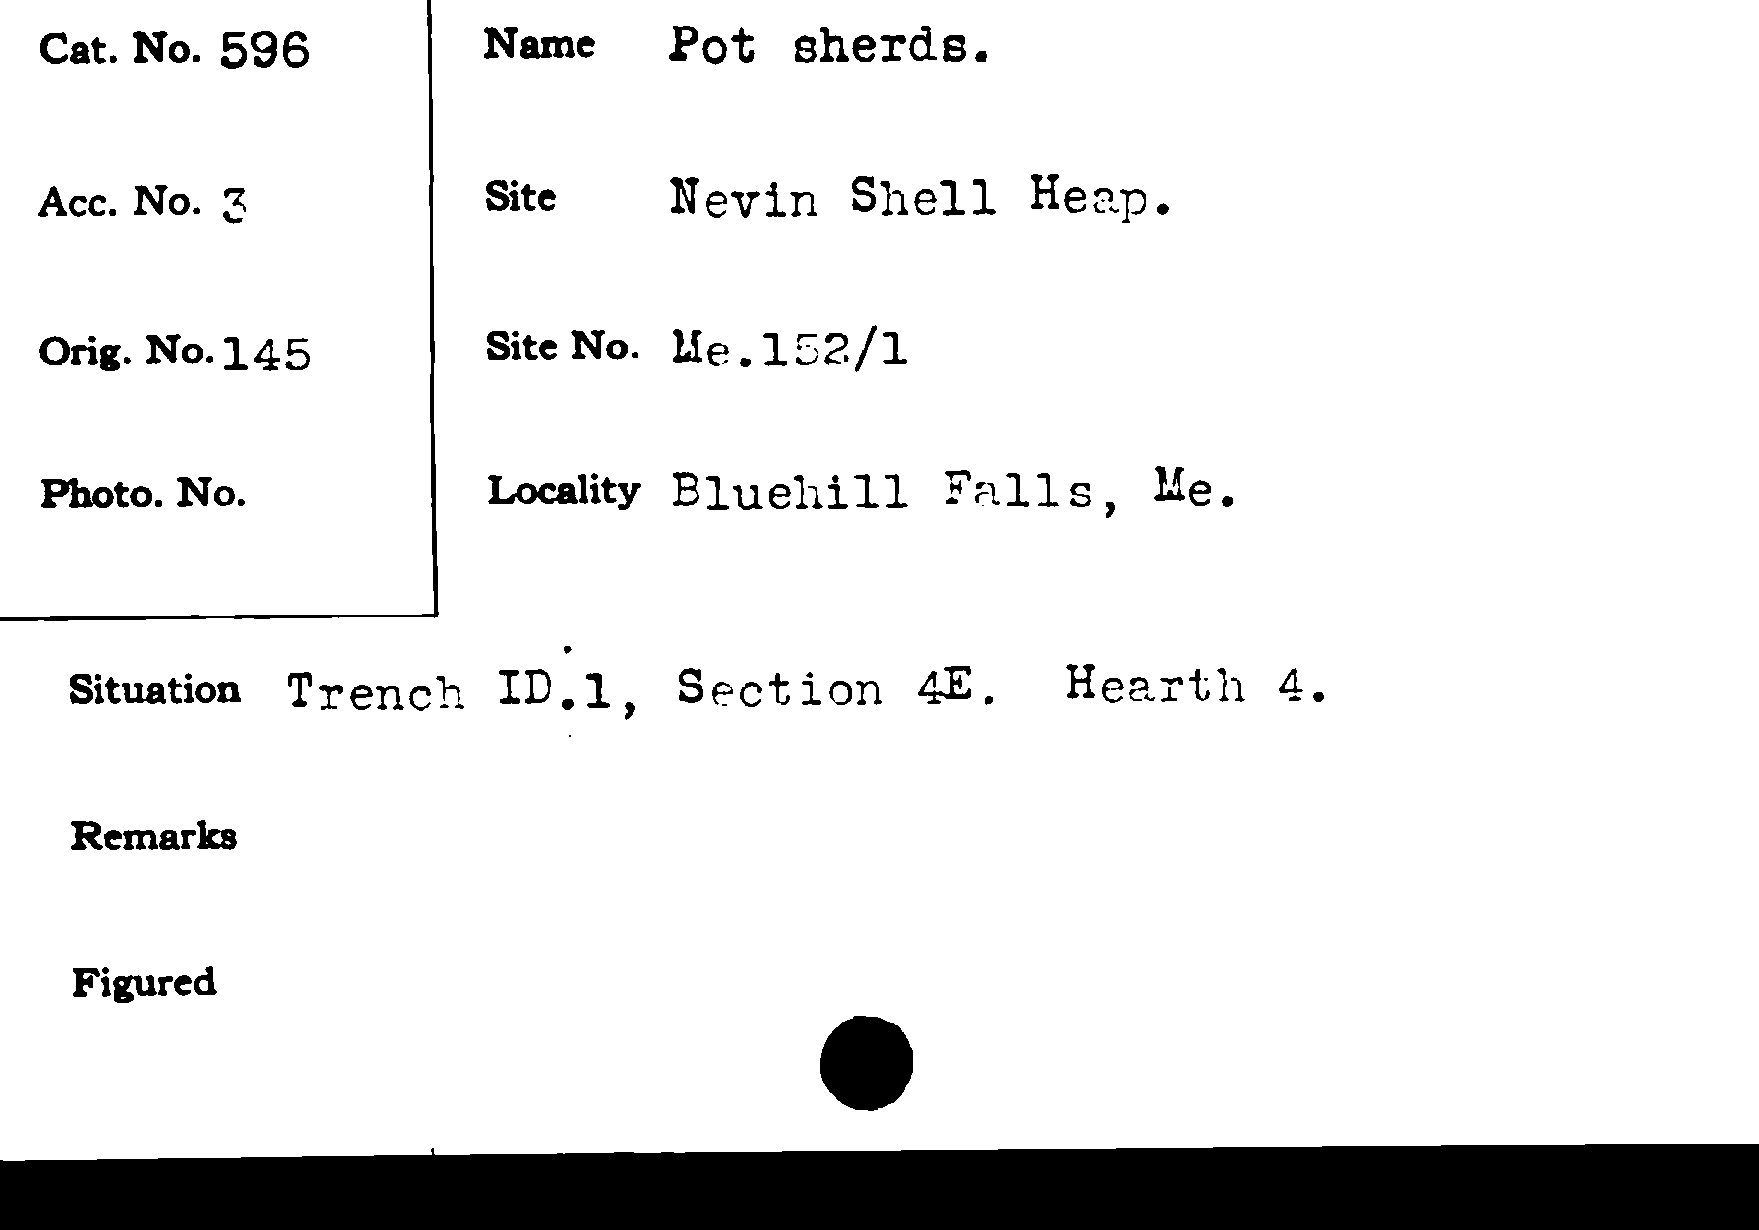 Cat. No. 596
Name Pot sherds.
Acc. No. 3
Site Nevin Shell Heap.
Orig. No. 145
Site No. Me.152/1
Photo. No.
Locality Bluehill Falls, Me.
Situation Trench ID.1, Section 4E. Hearth 4.
Remarks
Figured